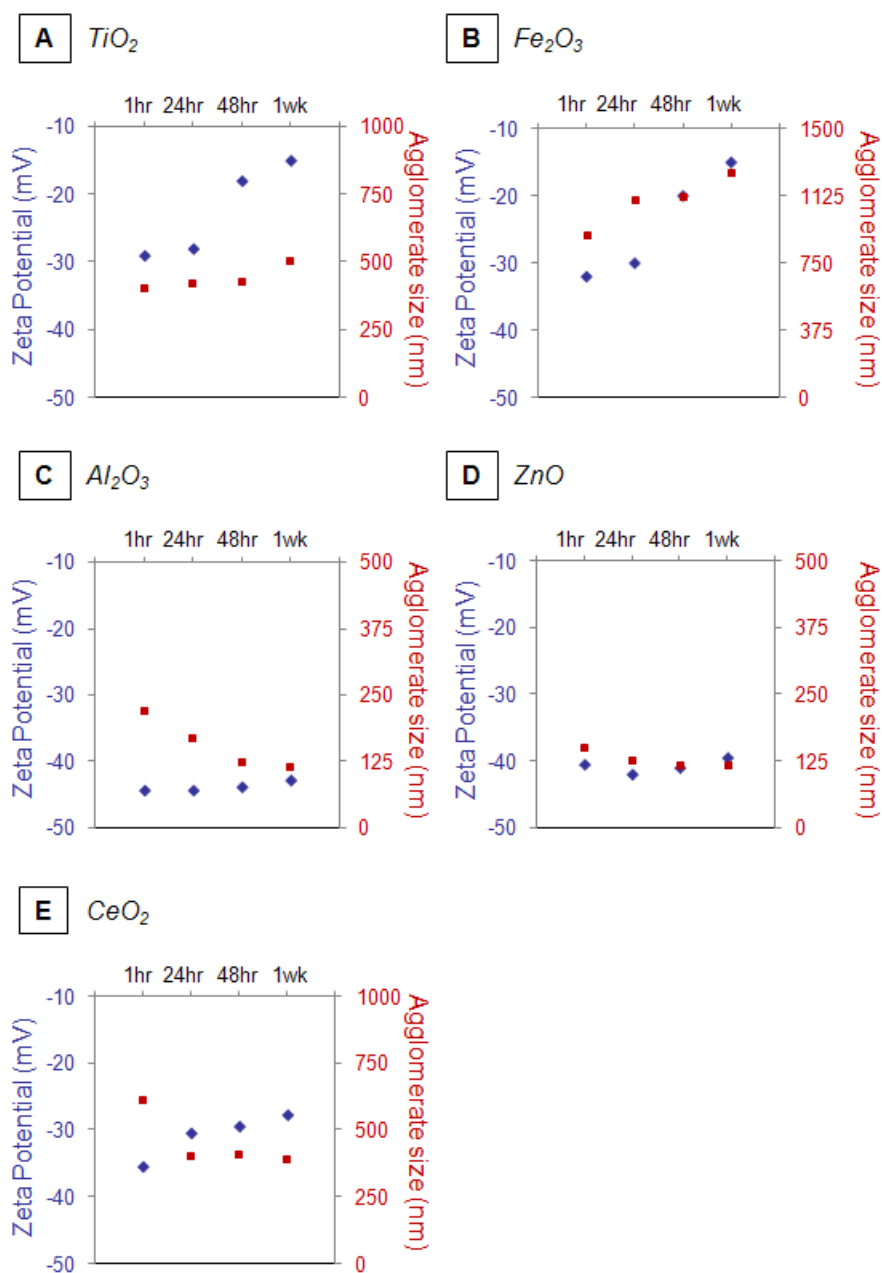 A TiO₂
1hr 24hr 48hr 1wk
-10
-20
-30
-40
-50
Zeta Potential (mV)
1000
750
500
250
0
Agglomerate size (nm)
B Fe₂O₃
1hr 24hr 48hr 1wk
-10
-20
-30
-40
-50
Zeta Potential (mV)
1500
1125
750
375
0
Agglomerate size (nm)
C Al₂O₃
1hr 24hr 48hr 1wk
-10
-20
-30
-40
-50
Zeta Potential (mV)
500
375
250
125
0
Agglomerate size (nm)
D ZnO
1hr 24hr 48hr 1wk
-10
-20
-30
-40
-50
Zeta Potential (mV)
500
375
250
125
0
Agglomerate size (nm)
E CeO₂
1hr 24hr 48hr 1wk
-10
-20
-30
-40
-50
Zeta Potential (mV)
1000
750
500
250
0
Agglomerate size (nm)